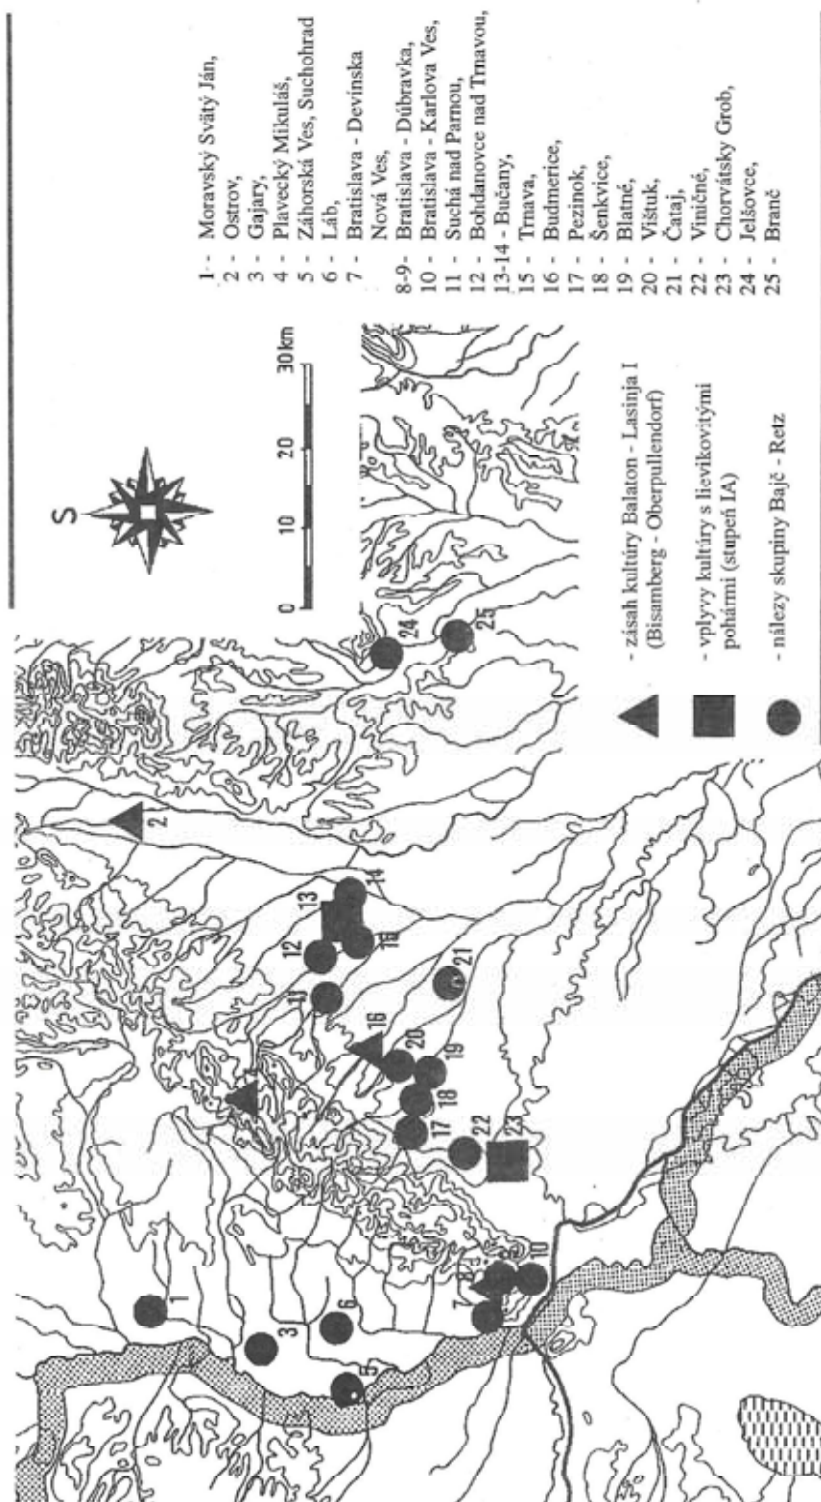 1 - Moravský Svätý Ján,
2 - Ostrov,
3 - Gajary,
4 - Plavecký Mikuláš,
5 - Záhorská Ves, Suchohrad
6 - Láb,
7 - Bratislava - Devínska
Nová Ves,
8-9- Bratislava - Dúbravka,
10 - Bratislava - Karlova Ves,
11 - Suchá nad Parnou,
12 - Bohdanovce nad Trnavou,
13-14 - Bučany,
15 - Trnava,
16 - Budmerice,
17 - Pezinok,
18 - Šenkvice,
19 - Blatné,
20 - Vištuk,
21 - Čataj,
22 - Viničné,
23 - Chorvátsky Grob,
24 - Jelšovce,
25 - Branč
S
0 10 20 30km
- zásah kultúry Balaton - Lasinja I
(Bisamberg - Oberpullendorf)
- vplyvy kultúry s lievikovitými
pohármi (stupeň IA)
- nálezy skupiny Bajč - Retz
1
2
3
5
6
7
8
10
11
12
13
14
15
16
17
18
19
20
21
22
23
24
25